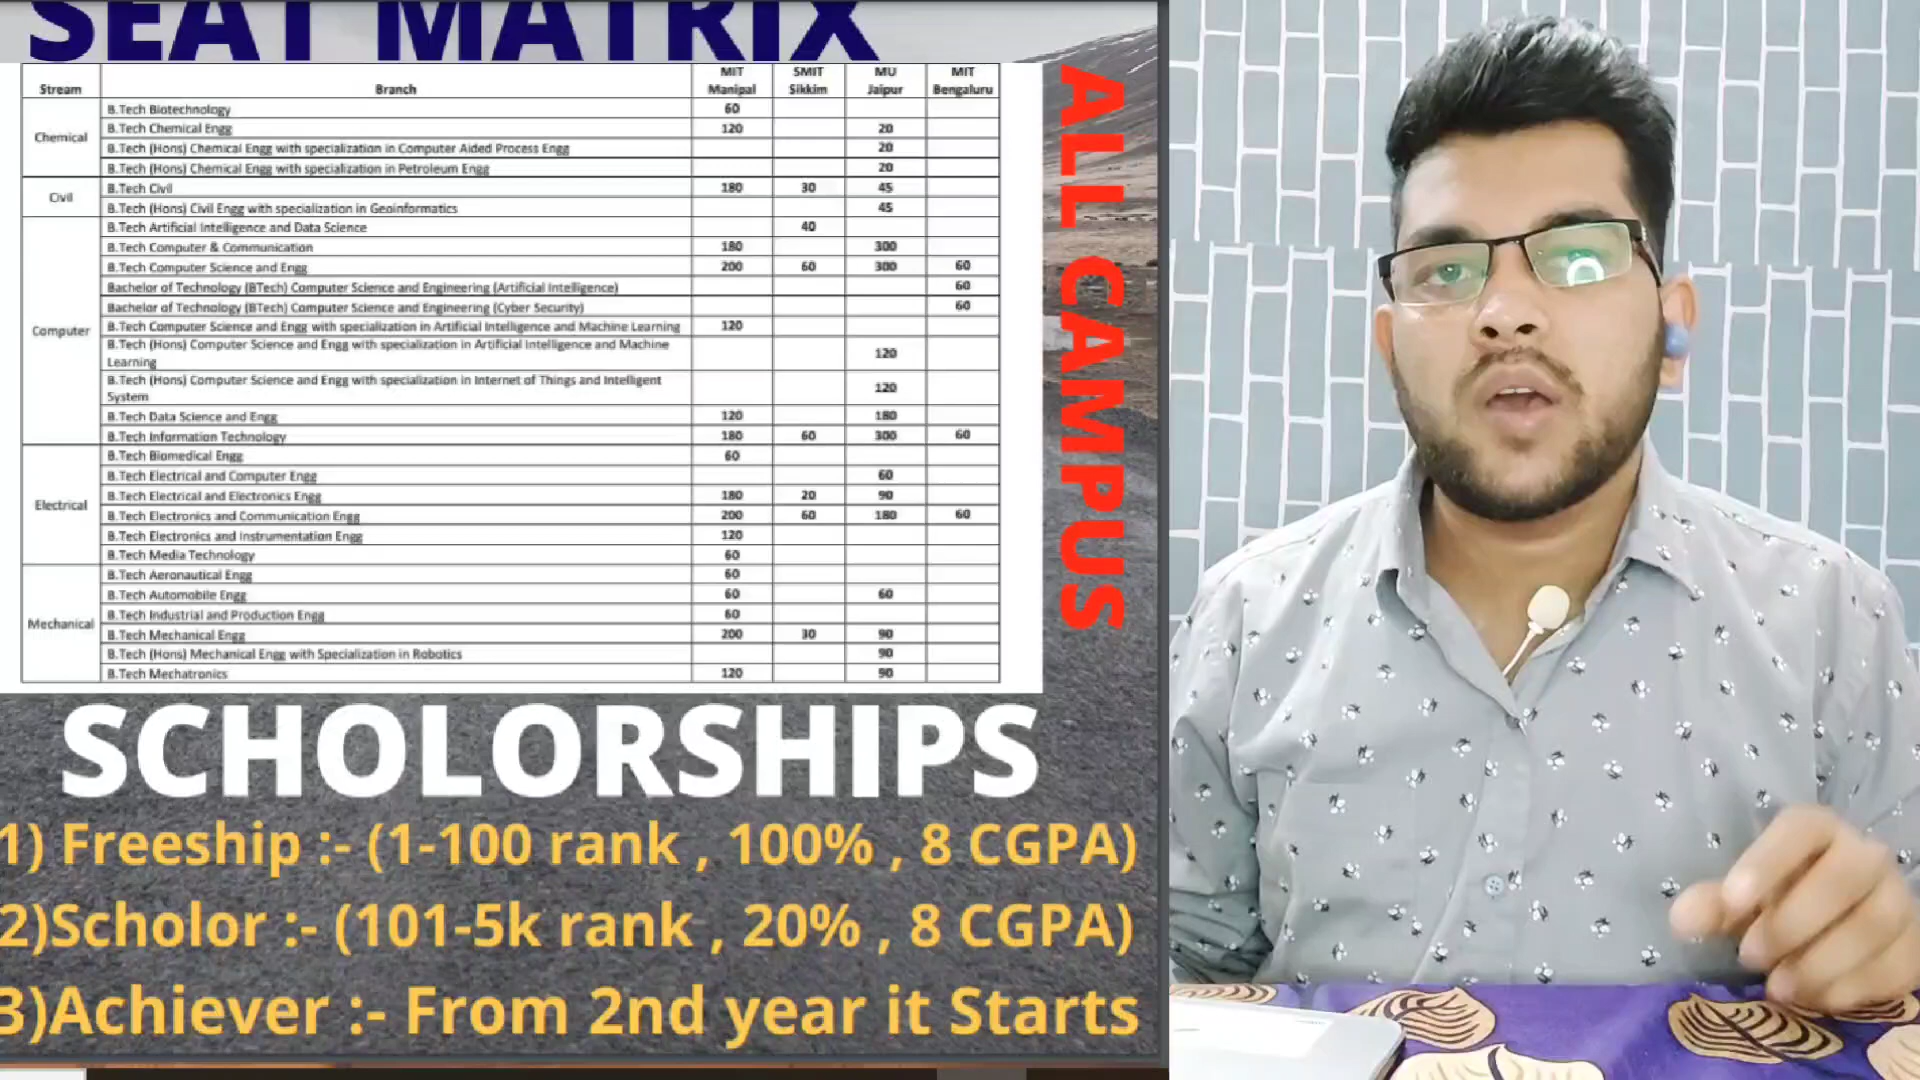 SEAT MATRIX
Stream Branch MIT Manipal SMIT Sikkim MU Jaipur MIT Bengaluru
Chemical
B.Tech Biotechnology 60
B.Tech Chemical Engg 120 20
B.Tech (Hons) Chemical Engg with specialization in Computer Aided Process Engg 20
B.Tech (Hons) Chemical Engg with specialization in Petroleum Engg 20
Civil
B.Tech Civil 180 30 45
B.Tech (Hons) Civil Engg with specialization in Geoinformatics 45
Computer
B.Tech Artificial Intelligence and Data Science 40
B.Tech Computer & Communication 180 300
B.Tech Computer Science and Engg 200 60 300 60
Bachelor of Technology (BTech) Computer Science and Engineering (Artificial Intelligence) 60
Bachelor of Technology (BTech) Computer Science and Engineering (Cyber Security) 60
B.Tech Computer Science and Engg with specialization in Artificial Intelligence and Machine Learning 120
B.Tech (Hons) Computer Science and Engg with specialization in Artificial Intelligence and Machine
Learning 120
B.Tech (Hons) Computer Science and Engg with specialization in Internet of Things and Intelligent
System 120
B.Tech Data Science and Engg 120 180
B.Tech Information Technology 180 60 300 60
Electrical
B.Tech Biomedical Engg 60
B.Tech Electrical and Computer Engg 60
B.Tech Electrical and Electronics Engg 180 20 90
B.Tech Electronics and Communication Engg 200 60 180 60
B.Tech Electronics and Instrumentation Engg 120
B.Tech Media Technology 60
Mechanical
B.Tech Aeronautical Engg 60
B.Tech Automobile Engg 60 60
B.Tech Industrial and Production Engg 60
B.Tech Mechanical Engg 200 30 90
B.Tech (Hons) Mechanical Engg with Specialization in Robotics 90
B.Tech Mechatronics 120 90
ALL CAMPUS
SCHOLORSHIPS
1) Freeship :- (1-100 rank , 100% , 8 CGPA)
2)Scholor :- (101-5k rank , 20% , 8 CGPA)
3)Achiever :- From 2nd year it Starts